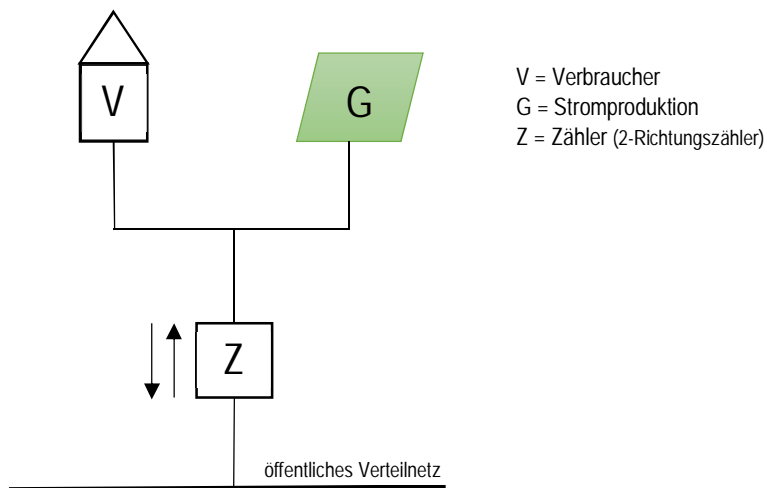 V
G
V = Verbraucher
G = Stromproduktion
Z = Zähler (2-Richtungszähler)
Z
öffentliches Verteilnetz